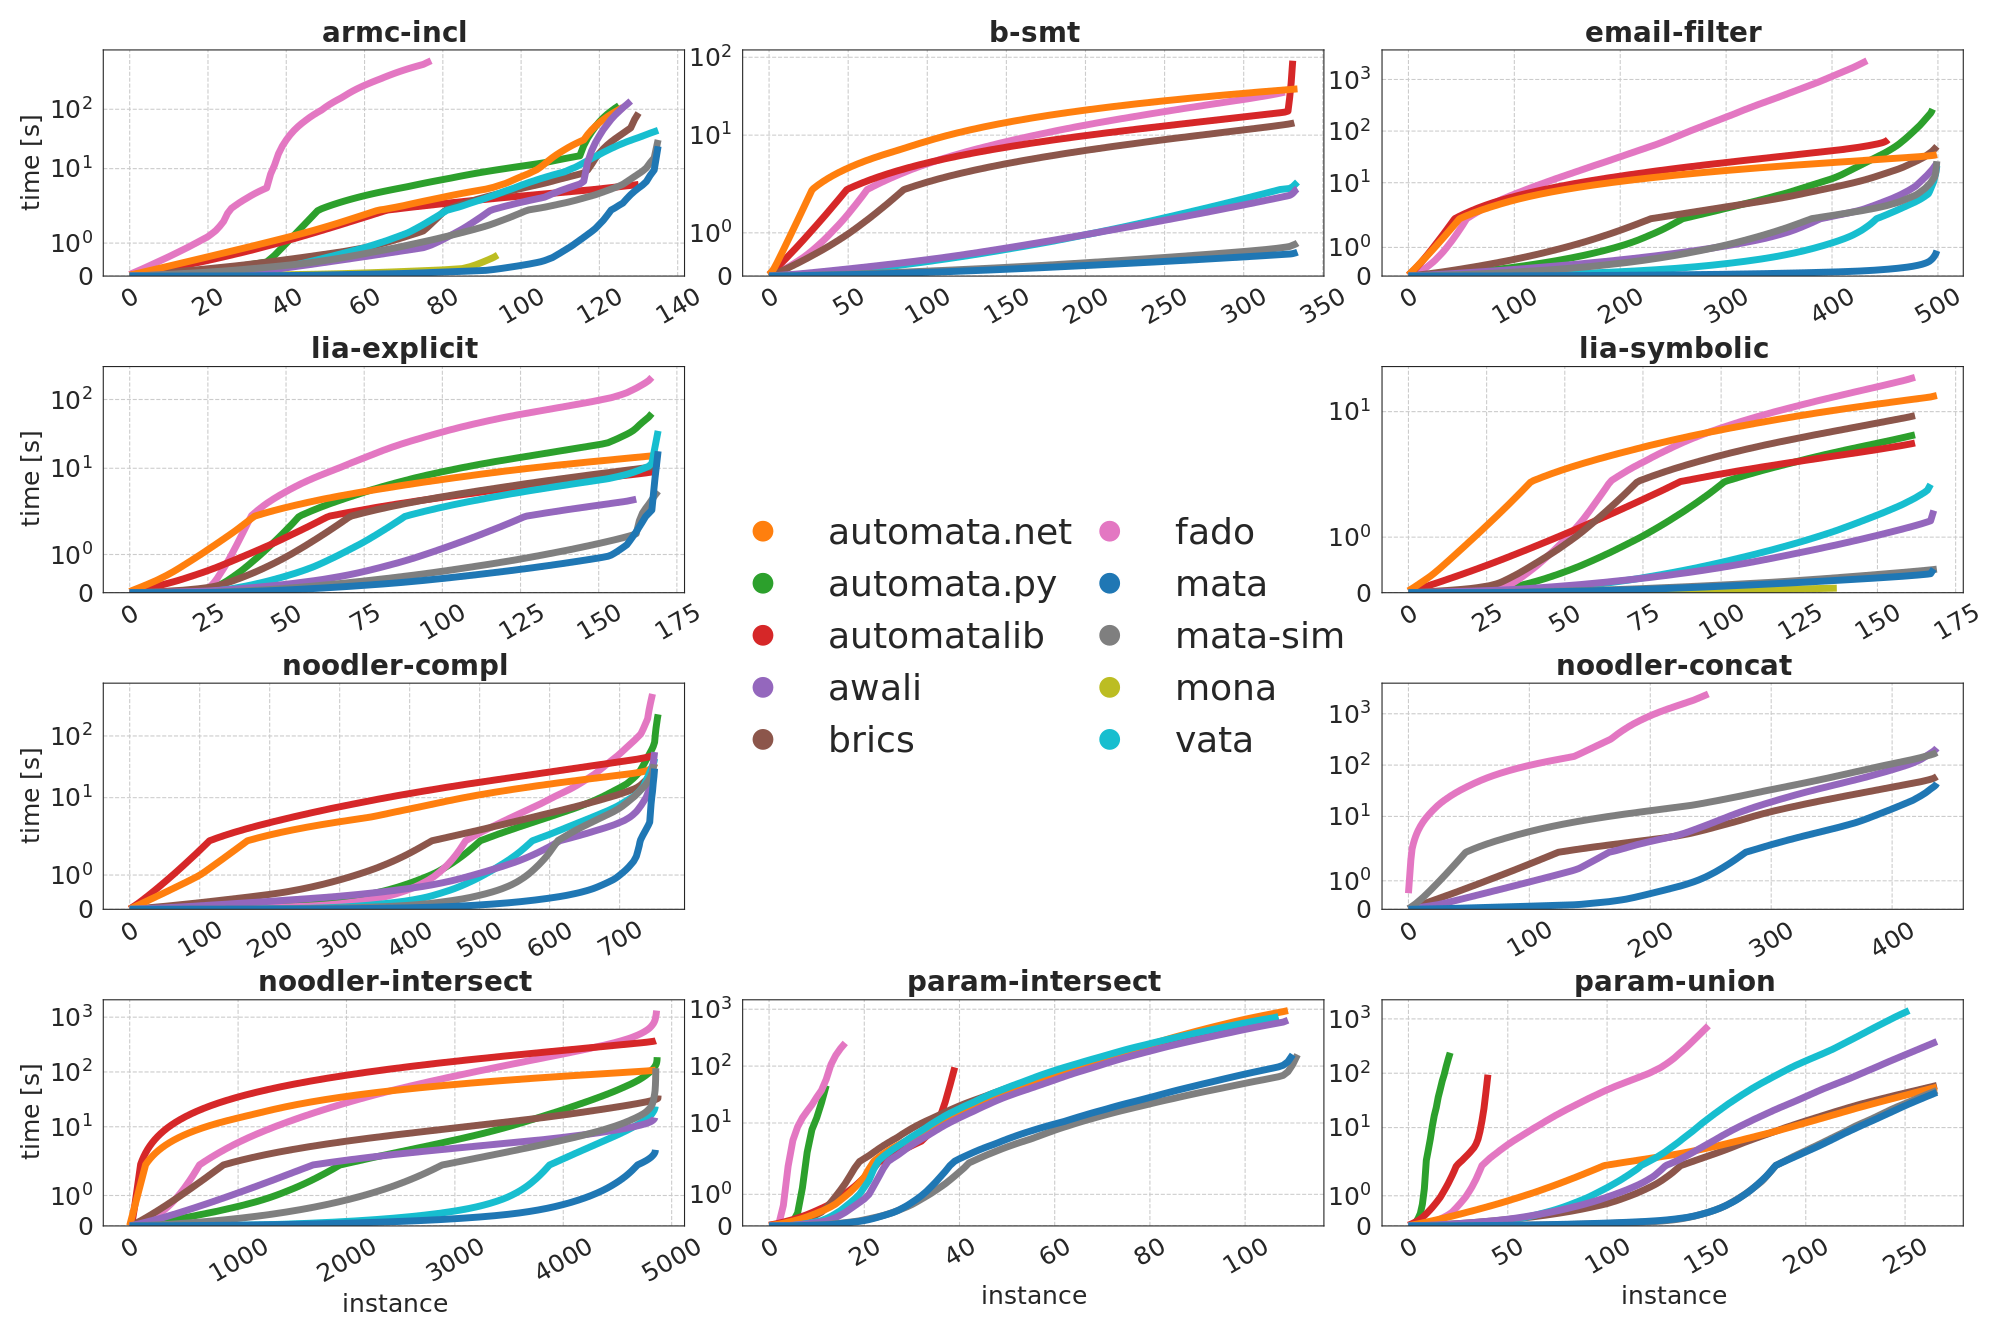 armc-incl
b-smt
email-filter
time [s]
10²
10¹
10⁰
0
0 20 40 60 80 100 120 140
10²
10¹
10⁰
0
0 50 100 150 200 250 300 350
10³
10²
10¹
10⁰
0
0 100 200 300 400 500
lia-explicit
lia-symbolic
time [s]
10²
10¹
10⁰
0
0 25 50 75 100 125 150 175
10¹
10⁰
0
0 25 50 75 100 125 150 175
automata.net
automata.py
automatalib
awali
brics
fado
mata
mata-sim
mona
vata
noodler-compl
noodler-concat
time [s]
10²
10¹
10⁰
0
0 100 200 300 400 500 600 700
10³
10²
10¹
10⁰
0
0 100 200 300 400
noodler-intersect
param-intersect
param-union
time [s]
10³
10²
10¹
10⁰
0
0 1000 2000 3000 4000 5000
instance
10³
10²
10¹
10⁰
0
0 20 40 60 80 100
instance
10³
10²
10¹
10⁰
0
0 50 100 150 200 250
instance